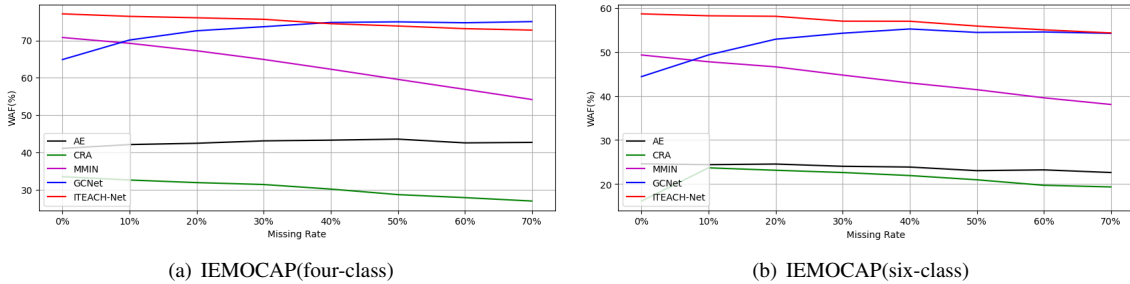 WAF(%)
70
60
50
40
30
AE
CRA
MMIN
GCNet
ITEACH-Net
0% 10% 20% 30% 40% 50% 60% 70%
Missing Rate
(a) IEMOCAP(four-class)
WAF(%)
60
50
40
30
20
AE
CRA
MMIN
GCNet
ITEACH-Net
0% 10% 20% 30% 40% 50% 60% 70%
Missing Rate
(b) IEMOCAP(six-class)